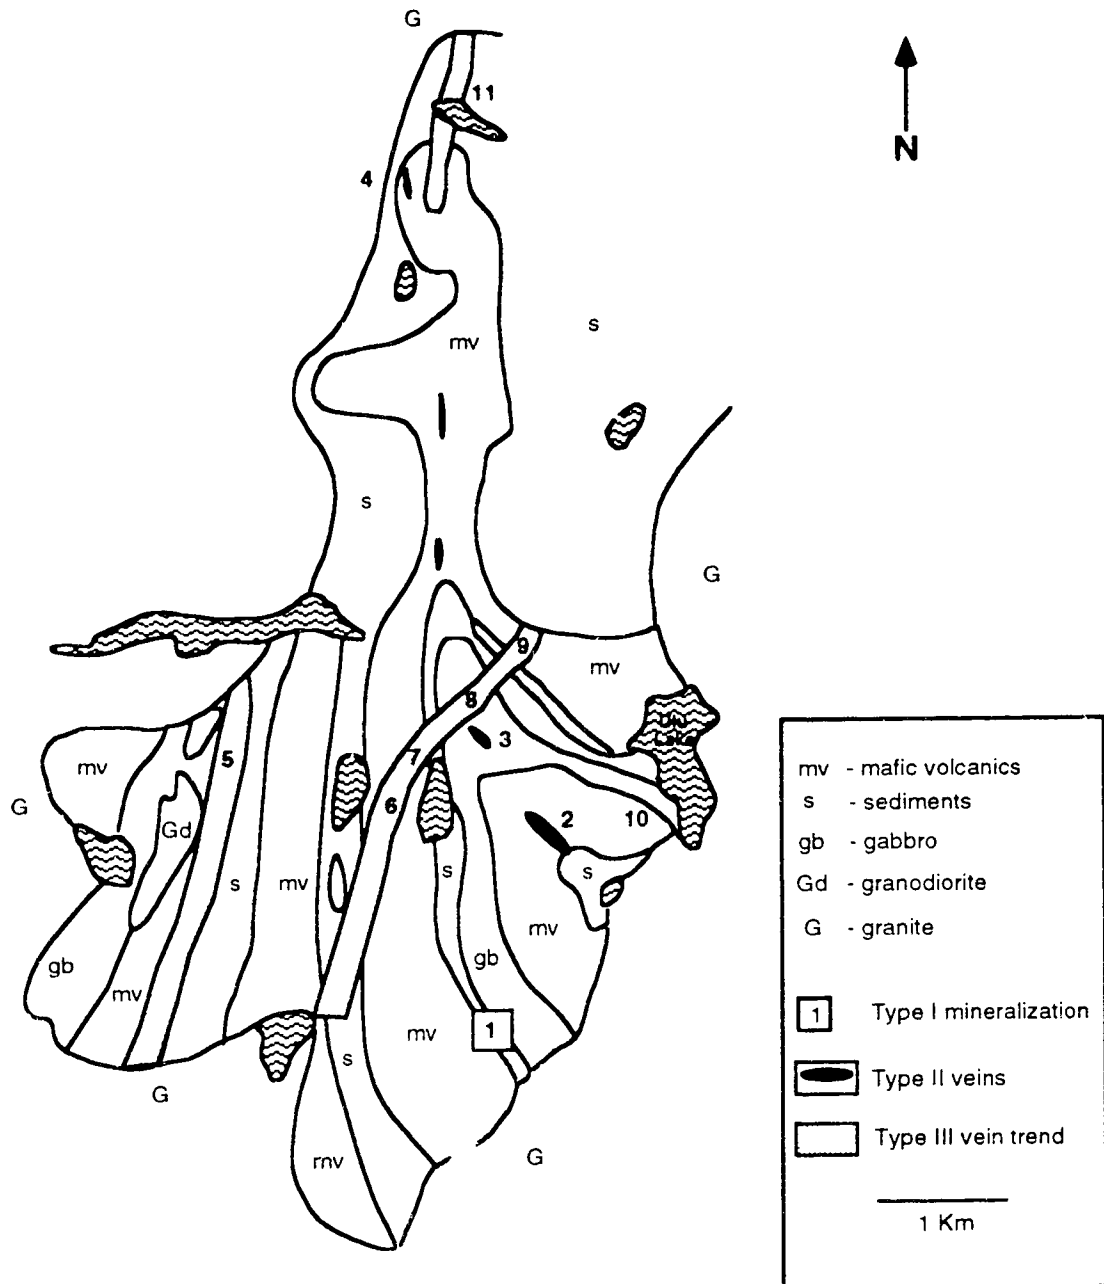 G
N
11
4
s
mv
s
G
9
mv
8
3
5
7
mv
G
6
2
10
Gd
s
s
mv
s
mv
gb
gb
mv
mv
1
s
G
G
rnv
mv - mafic volcanics
s - sediments
gb - gabbro
Gd - granodiorite
G - granite
1 Type I mineralization
Type II veins
Type III vein trend
1 Km